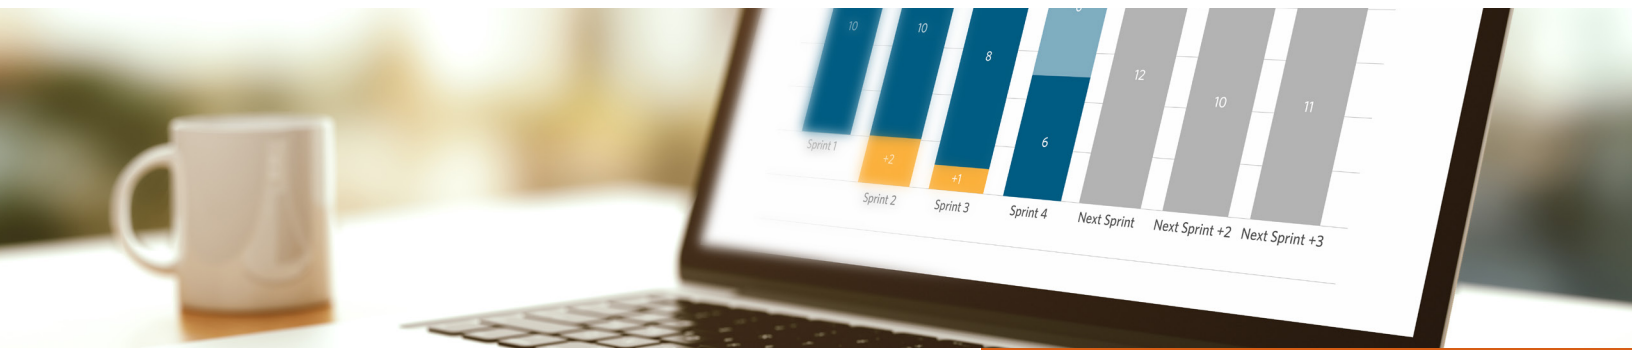 10
10
8
12
10
11
6
+2
+1
Sprint 1
Sprint 2
Sprint 3
Sprint 4
Next Sprint
Next Sprint +2
Next Sprint +3